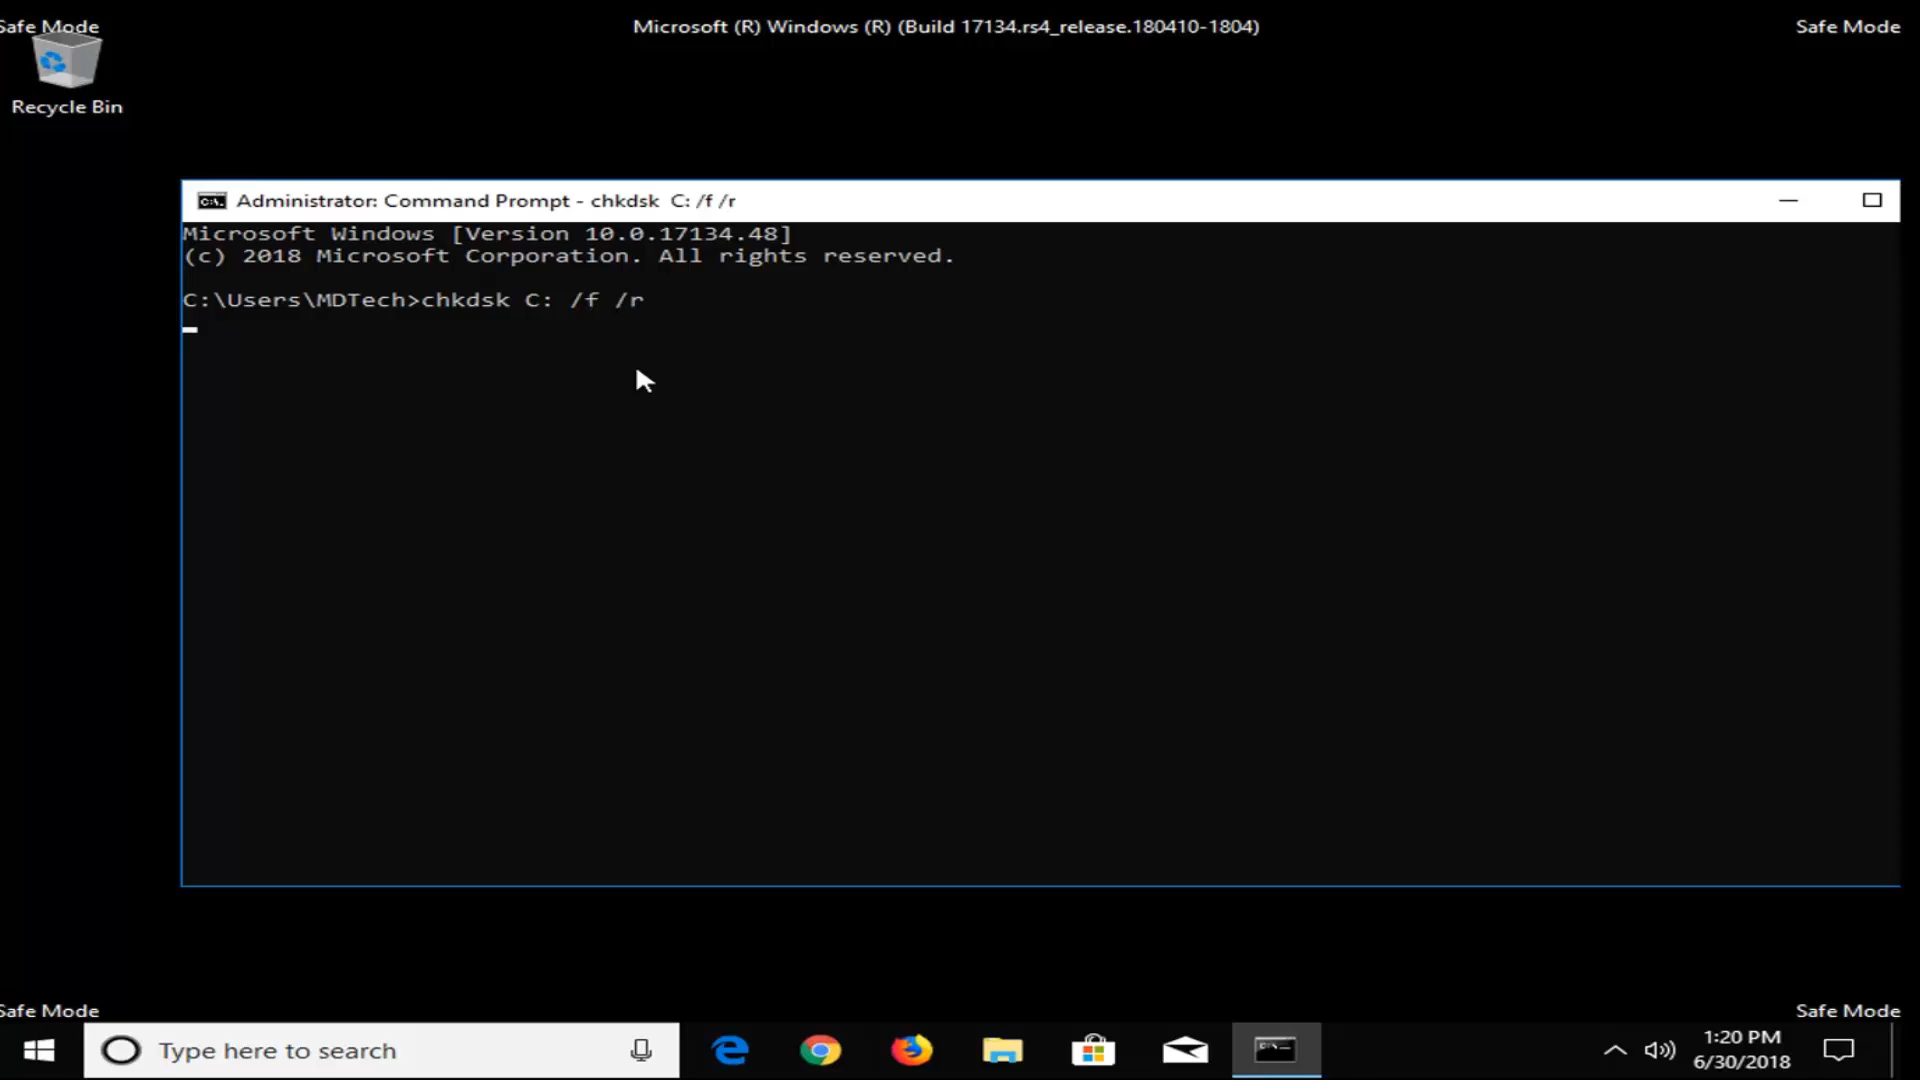 Safe Mode
Microsoft (R) Windows (R) (Build 17134.rs4_release.180410-1804)
Safe Mode
Recycle Bin
Administrator: Command Prompt - chkdsk  C: /f /r
Microsoft Windows [Version 10.0.17134.48]
(c) 2018 Microsoft Corporation. All rights reserved.
C:\Users\MDTech>chkdsk C: /f /r
Safe Mode
Safe Mode
Type here to search
1:20 PM
6/30/2018